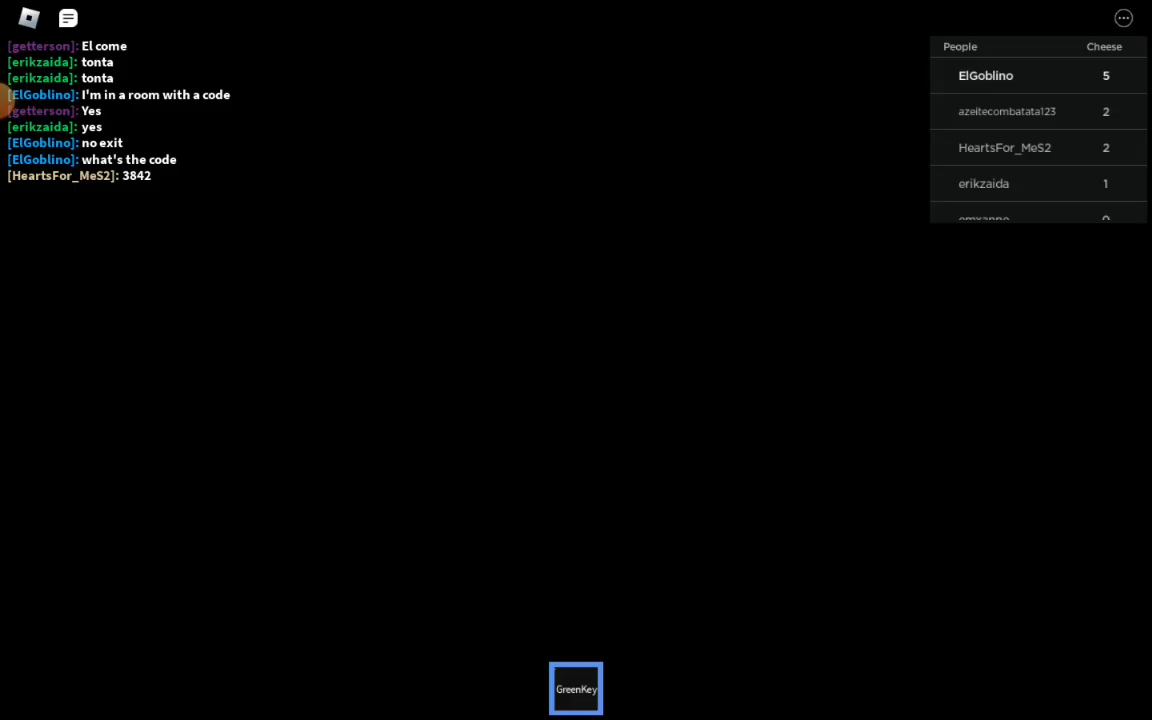 [getterson]: El come
[erikzaida]: tonta
[erikzaida]: tonta
[ElGoblino]: I'm in a room with a code
[getterson]: Yes
[erikzaida]: yes
[ElGoblino]: no exit
[ElGoblino]: what's the code
[HeartsFor_MeS2]: 3842
People Cheese
ElGoblino 5
azeitecombatata123 2
HeartsFor_MeS2 2
erikzaida 1
GreenKey